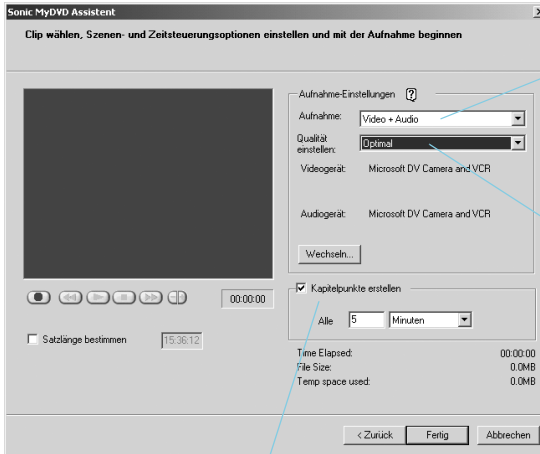 Sonic MyDVD Assistent
Clip wählen, Szenen- und Zeitsteuerungsoptionen einstellen und mit der Aufnahme beginnen
Aufnahme-Einstellungen
Aufnahme: Video + Audio
Qualität einstellen: Optimal
Videogerät: Microsoft DV Camera and VCR
Audiogerät: Microsoft DV Camera and VCR
Wechseln...
00:00:00
Kapitelpunkte erstellen
Alle 5 Minuten
Satzlänge bestimmen 15:36:12
Time Elapsed: 00:00:00
File Size: 0.0MB
Temp space used: 0.0MB
< Zurück Fertig Abbrechen